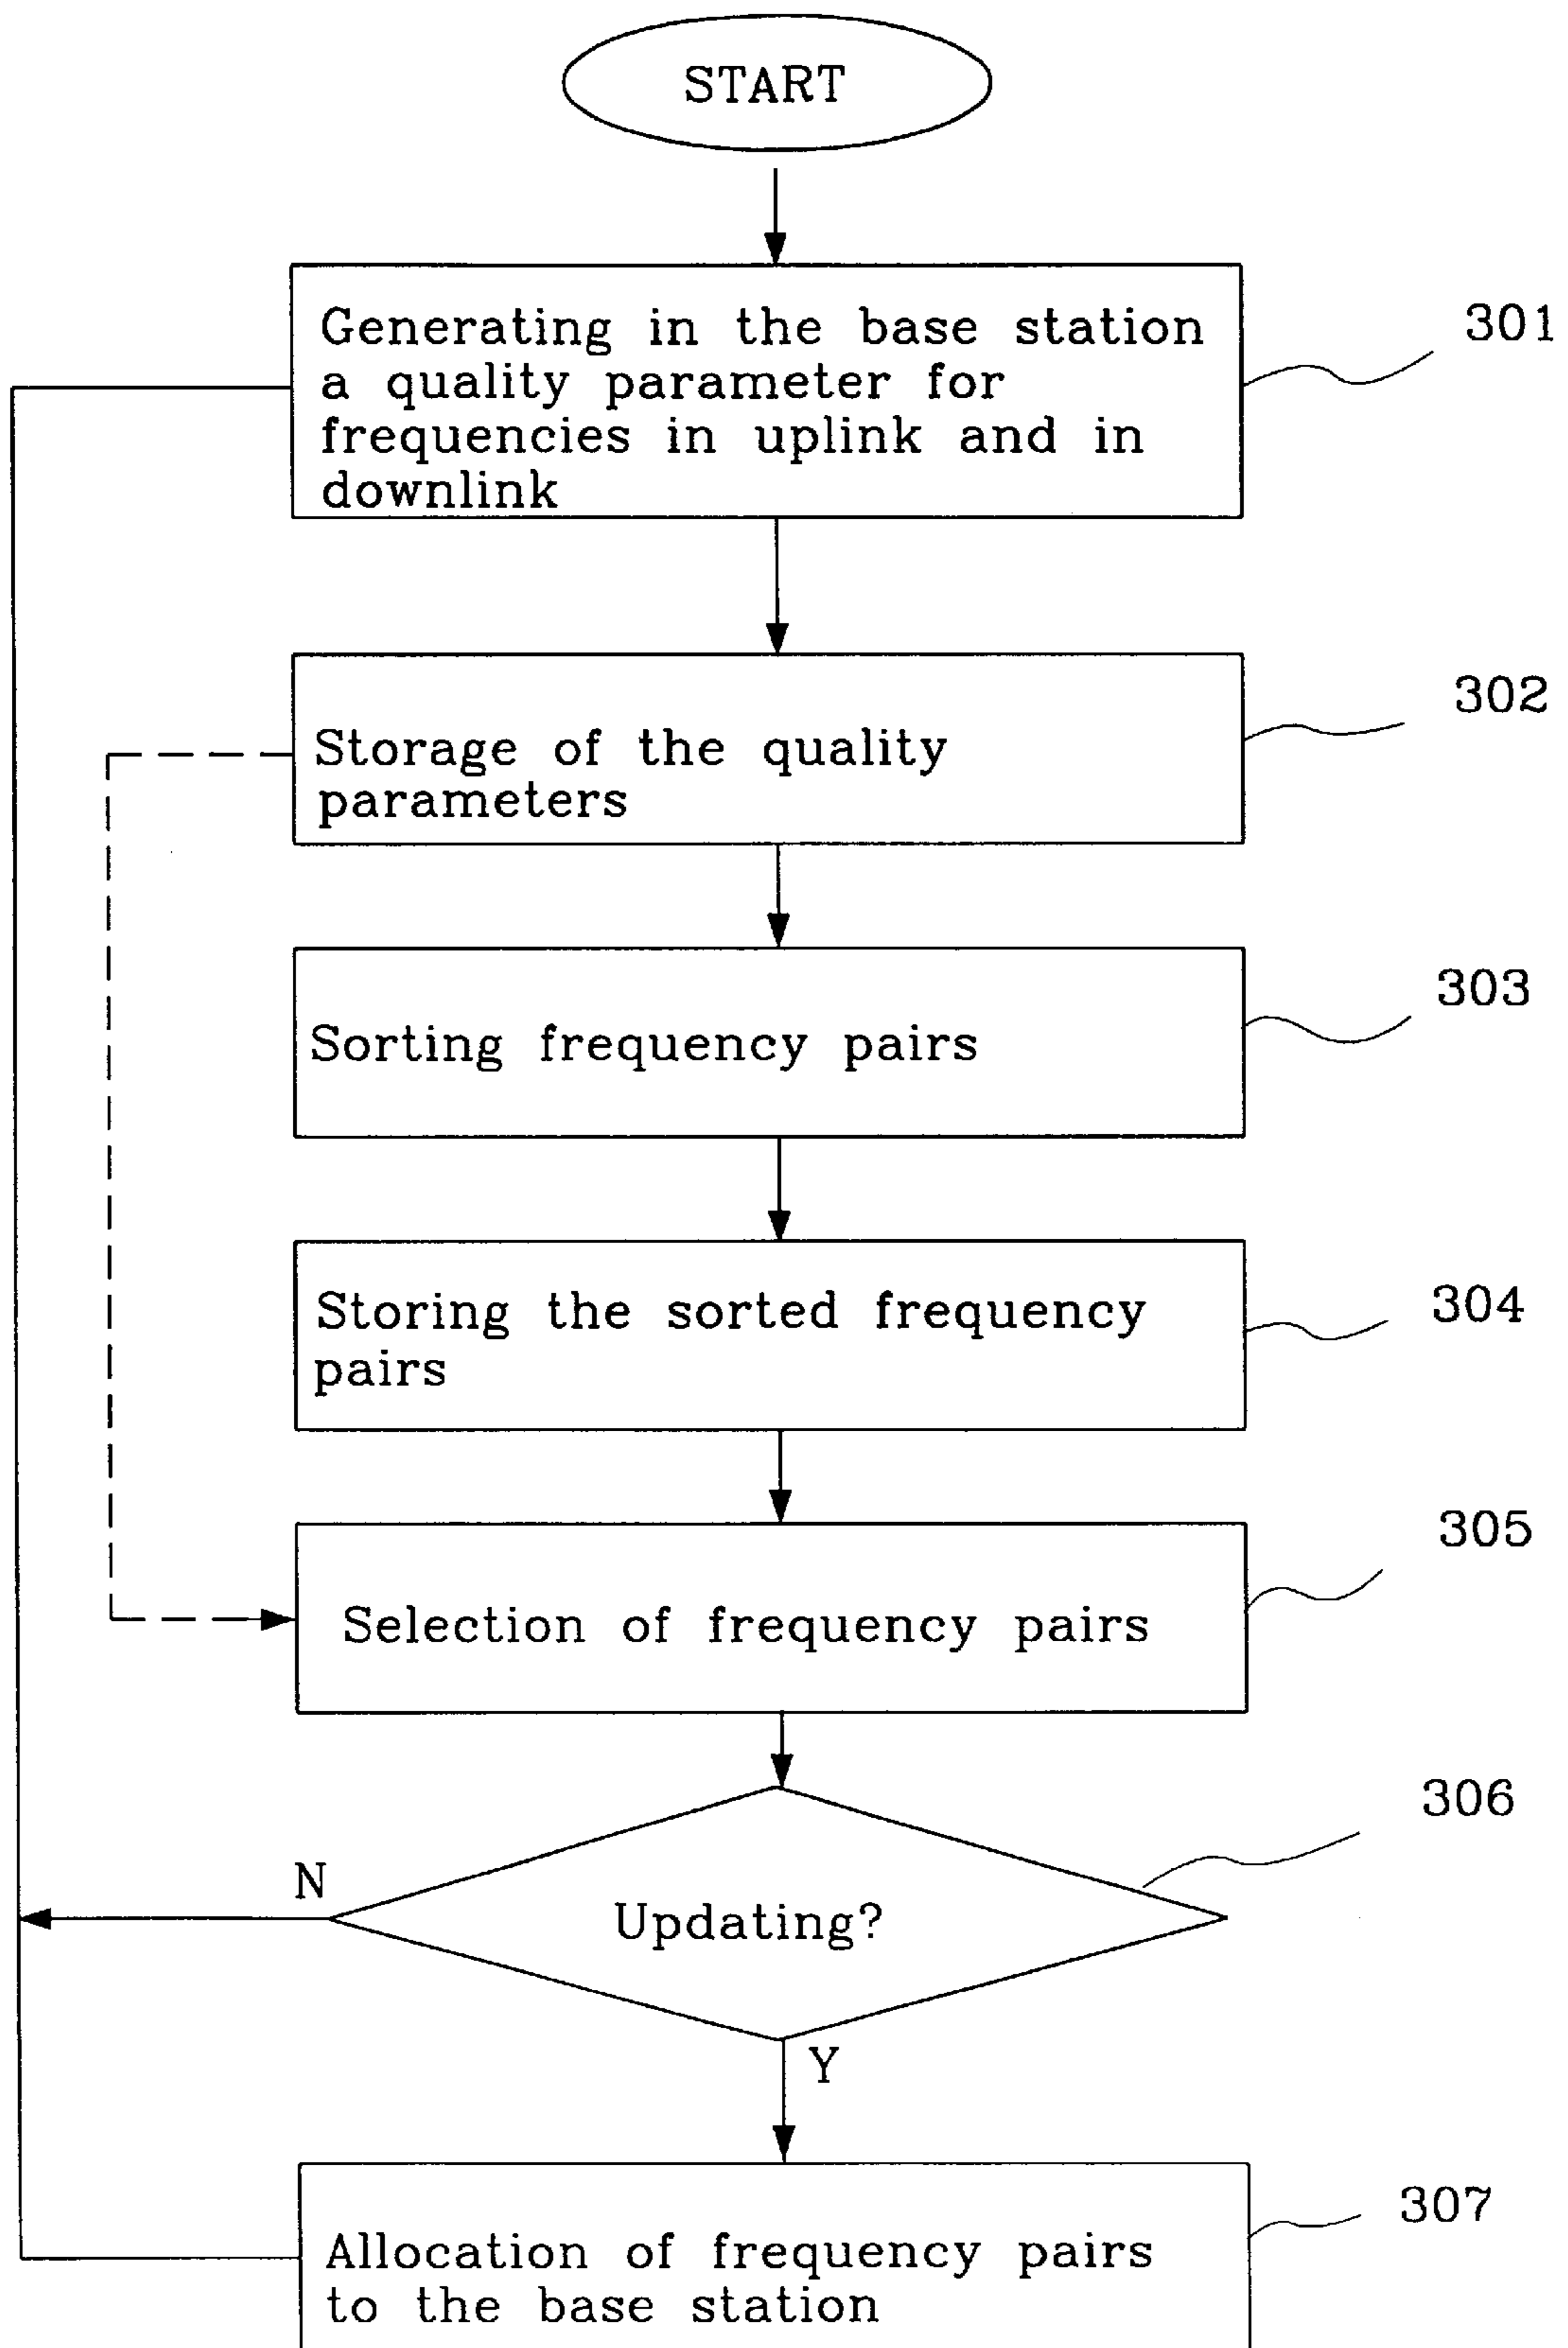 START
Generating in the base station
a quality parameter for
frequencies in uplink and in
downlink
301
302
Storage of the quality
parameters
303
Sorting frequency pairs
304
Storing the sorted frequency
pairs
305
Selection of frequency pairs
306
N
Updating?
Y
307
Allocation of frequency pairs
to the base station